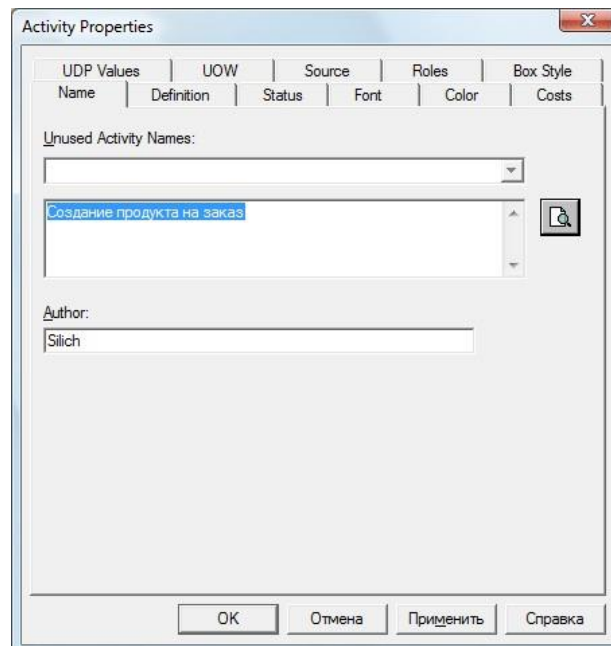 Activity Properties
UDP Values UOW Source Roles Box Style
Name Definition Status Font Color Costs
Unused Activity Names:
Создание продукта на заказ
Author:
Silich
OK Отмена Применить Справка